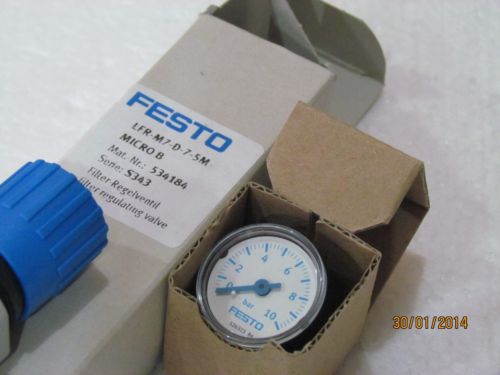 FESTO
LFR-M7-D-7-5M
MICRO B
Mat. Nr.: 534184
Serie: S343
Filter-Regelventil
filter regulating valve
0 2 4 6 8 10
bar
FESTO
30/01/2014